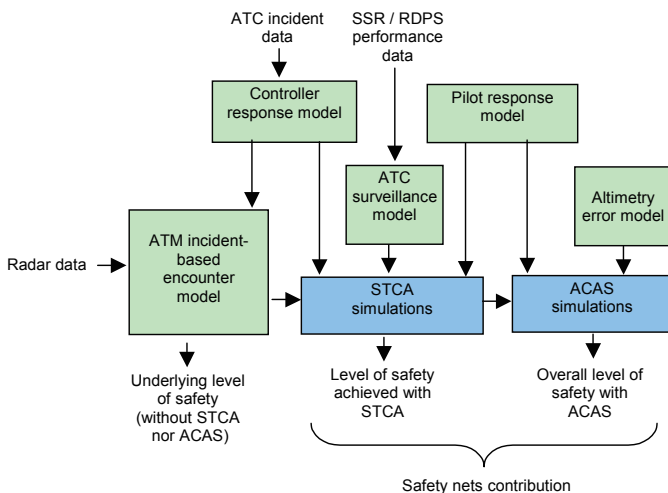 ATC incident
data
SSR / RDPS
performance
data
Controller
response model
Pilot response
model
ATC
surveillance
model
Altimetry
error model
ATM incident-
based
encounter
model
Radar data
STCA
simulations
ACAS
simulations
Underlying level
of safety
(without STCA
nor ACAS)
Level of safety
achieved with
STCA
Overall level of
safety with
ACAS
Safety nets contribution